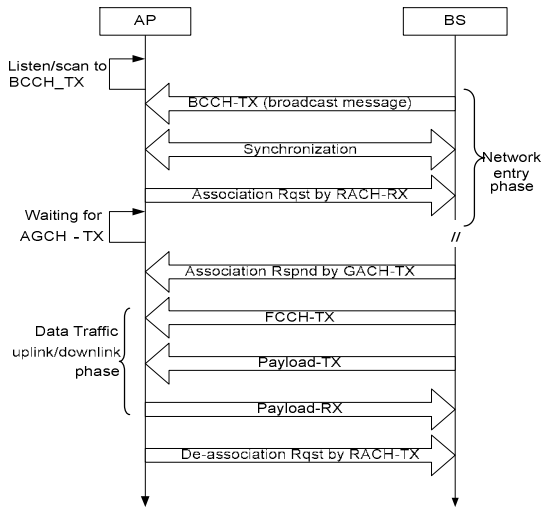 AP
BS
Listen/scan to
BCCH_TX
BCCH-TX (broadcast message)
Synchronization
Network
entry
phase
Association Rqst by RACH-RX
Waiting for
AGCH - TX
//
Association Rspnd by GACH-TX
FCCH-TX
Data Traffic
uplink/downlink
phase
Payload-TX
Payload-RX
De-association Rqst by RACH-TX